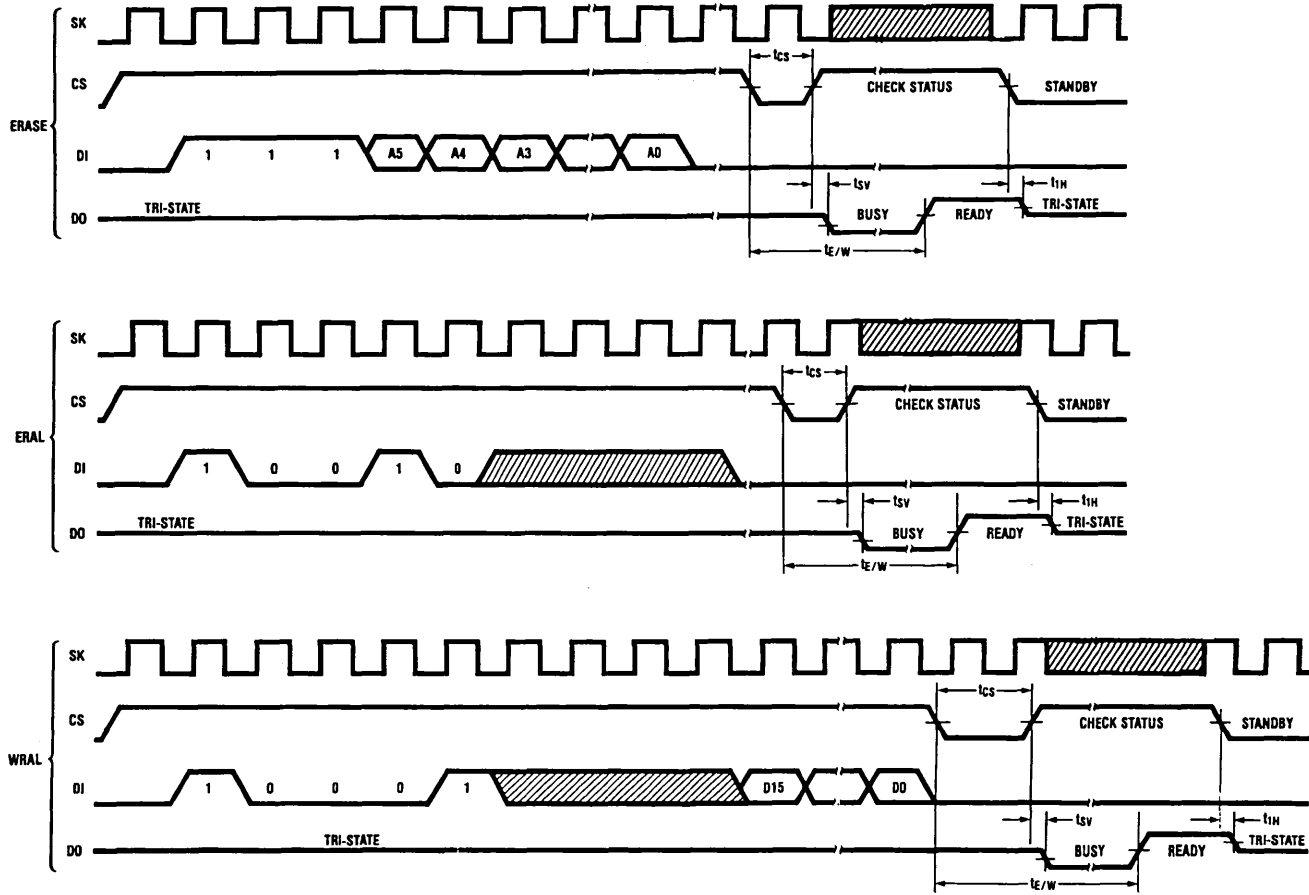 SK
tCS
CS CHECK STATUS STANDBY
ERASE
DI 1 1 1 A5 A4 A3 A0
tSV t1H
DO TRI-STATE BUSY READY TRI-STATE
tE/W
SK
tCS
CS CHECK STATUS STANDBY
ERAL
DI 1 0 0 1 0
tSV t1H
DO TRI-STATE BUSY READY TRI-STATE
tE/W
SK
tCS
CS CHECK STATUS STANDBY
WRAL
DI 1 0 0 0 1 D15 D0
tSV t1H
DO TRI-STATE BUSY READY TRI-STATE
tE/W